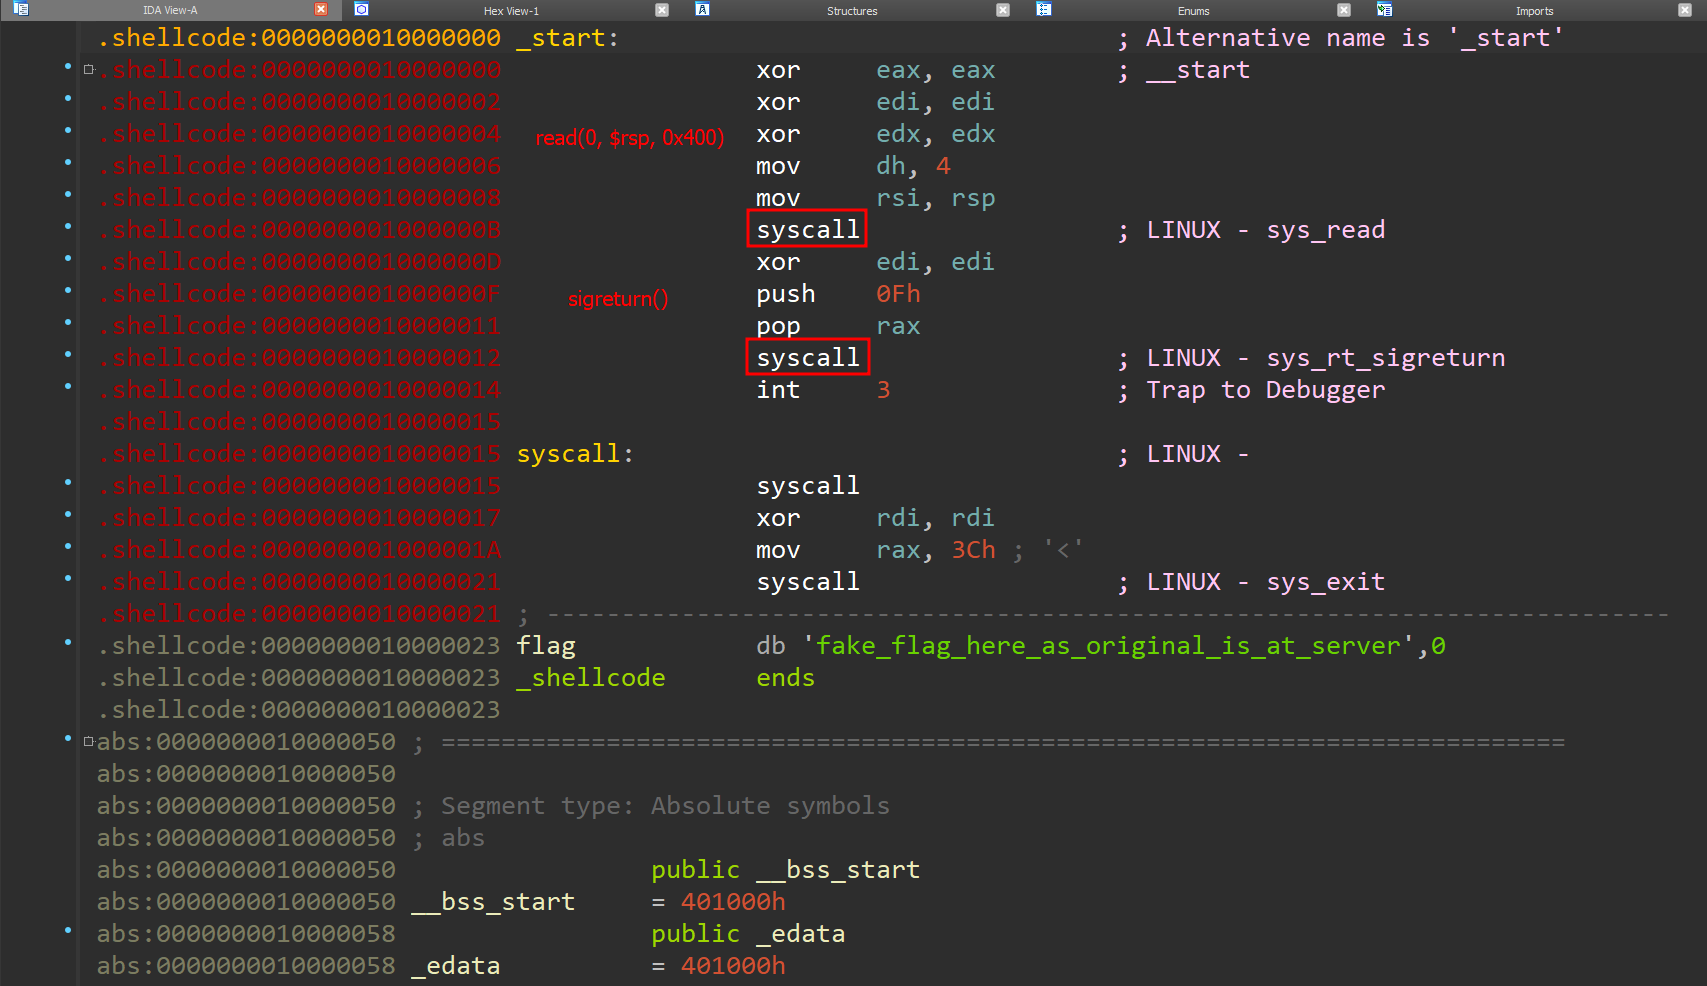 IDA View-A Hex View-1 Structures Enums Imports
.shellcode:0000000010000000 _start: ; Alternative name is '_start'
.shellcode:0000000010000000 xor eax, eax ; __start
.shellcode:0000000010000002 xor edi, edi
.shellcode:0000000010000004 read(0, $rsp, 0x400) xor edx, edx
.shellcode:0000000010000006 mov dh, 4
.shellcode:0000000010000008 mov rsi, rsp
.shellcode:000000001000000B syscall ; LINUX - sys_read
.shellcode:000000001000000D xor edi, edi
.shellcode:000000001000000F sigreturn() push 0Fh
.shellcode:0000000010000011 pop rax
.shellcode:0000000010000012 syscall ; LINUX - sys_rt_sigreturn
.shellcode:0000000010000014 int 3 ; Trap to Debugger
.shellcode:0000000010000015
.shellcode:0000000010000015 syscall: ; LINUX -
.shellcode:0000000010000015 syscall
.shellcode:0000000010000017 xor rdi, rdi
.shellcode:000000001000001A mov rax, 3Ch ; '<'
.shellcode:0000000010000021 syscall ; LINUX - sys_exit
.shellcode:0000000010000021 ; ---------------------------------------------------------------------------
.shellcode:0000000010000023 flag db 'fake_flag_here_as_original_is_at_server',0
.shellcode:0000000010000023 _shellcode ends
.shellcode:0000000010000023
abs:0000000010000050 ; ===========================================================================
abs:0000000010000050
abs:0000000010000050 ; Segment type: Absolute symbols
abs:0000000010000050 ; abs
abs:0000000010000050 public __bss_start
abs:0000000010000050 __bss_start = 401000h
abs:0000000010000058 public _edata
abs:0000000010000058 _edata = 401000h